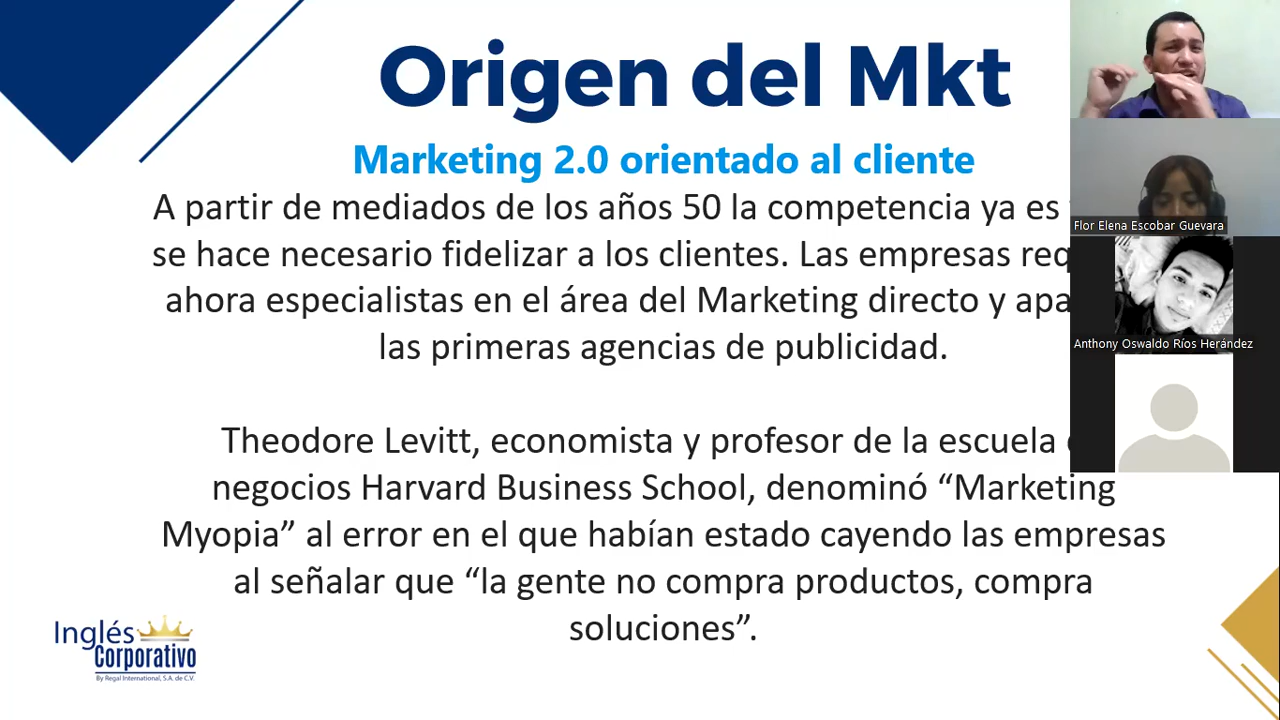 Origen del Mkt
Marketing 2.0 orientado al cliente
A partir de mediados de los años 50 la competencia ya es
se hace necesario fidelizar a los clientes. Las empresas
ahora especialistas en el área del Marketing directo y
las primeras agencias de publicidad.
Theodore Levitt, economista y profesor de la escuela
negocios Harvard Business School, denominó “Marketing
Myopia” al error en el que habían estado cayendo las empresas
al señalar que “la gente no compra productos, compra
soluciones”.
Flor Elena Escobar Guevara
Anthony Oswaldo Ríos Herández
Inglés
Corporativo
By Regal International, S.A. de C.V.